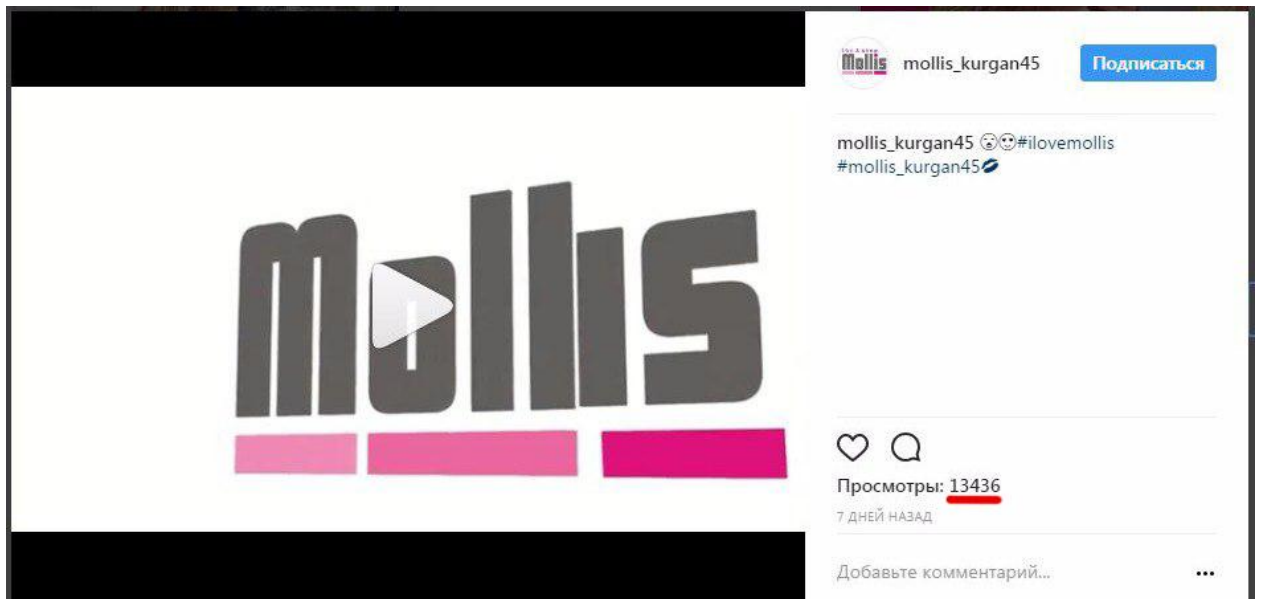 Mollis
Mollis
mollis_kurgan45
Подписаться
mollis_kurgan45 #ilovemollis
#mollis_kurgan45
Просмотры: 13436
7 ДНЕЙ НАЗАД
Добавьте комментарий...